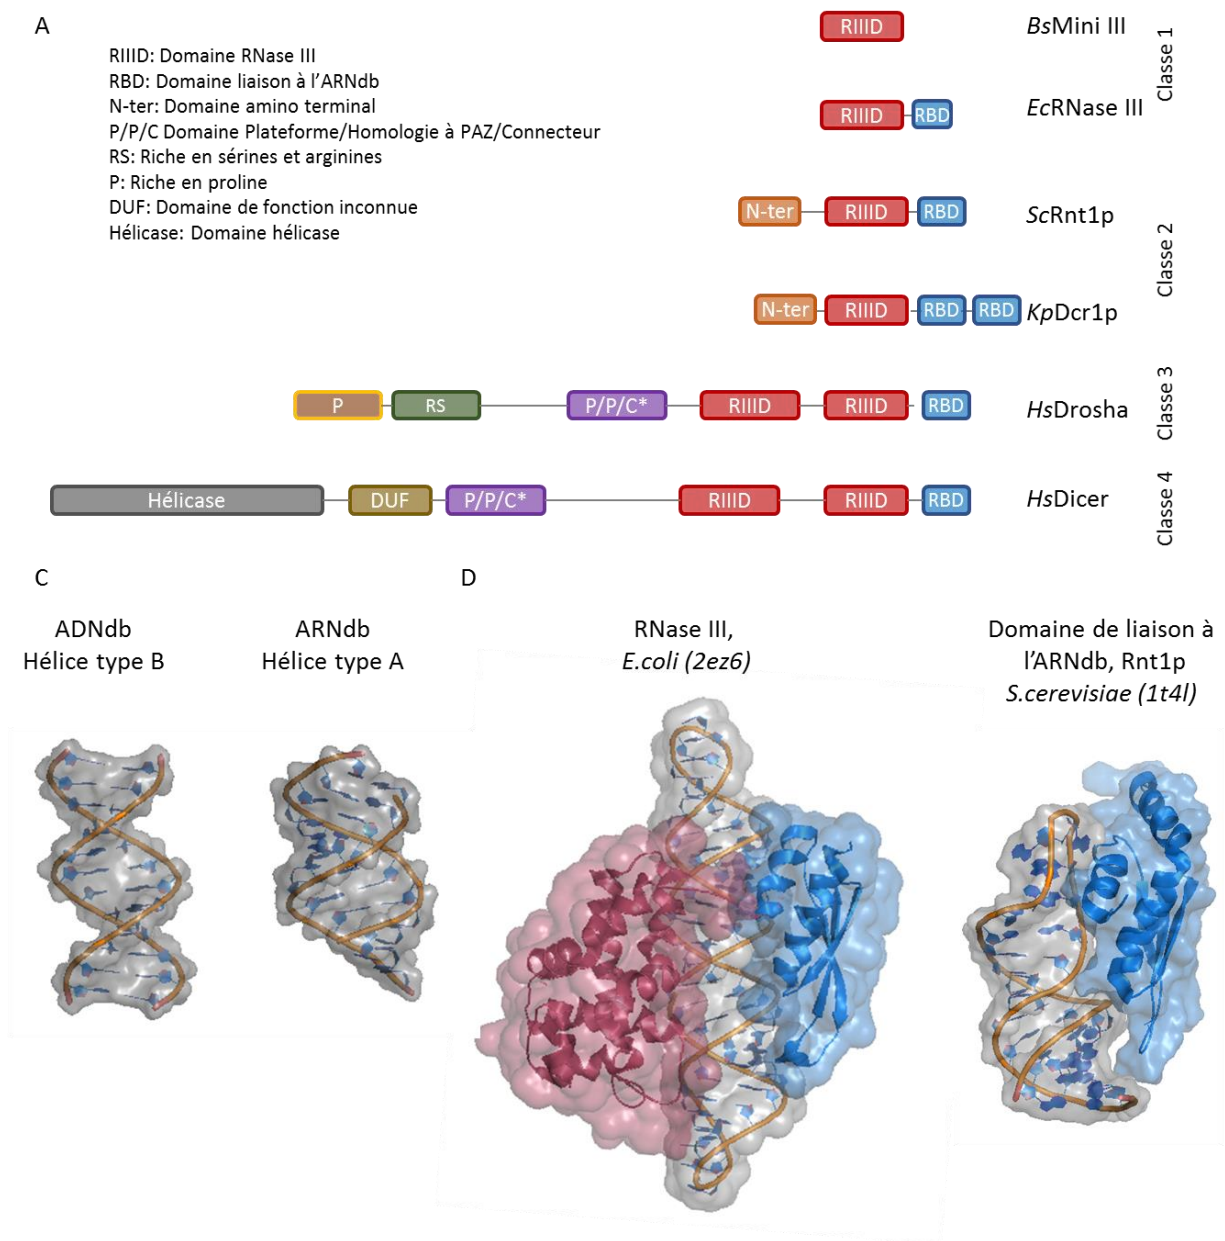 A
RIIID: Domaine RNase III
RBD: Domaine liaison à l'ARNdb
N-ter: Domaine amino terminal
P/P/C Domaine Plateforme/Homologie à PAZ/Connecteur
RS: Riche en sérines et arginines
P: Riche en proline
DUF: Domaine de fonction inconnue
Hélicase: Domaine hélicase
RIIID BsMini III
RIIID RBD EcRNase III
Classe 1
N-ter RIIID RBD ScRnt1p
N-ter RIIID RBD RBD KpDcr1p
Classe 2
P RS P/P/C* RIIID RIIID RBD HsDrosha
Classe 3
Hélicase DUF P/P/C* RIIID RIIID RBD HsDicer
Classe 4
C
ADNdb
Hélice type B
ARNdb
Hélice type A
D
RNase III,
E.coli (2ez6)
Domaine de liaison à
l'ARNdb, Rnt1p
S.cerevisiae (1t4l)